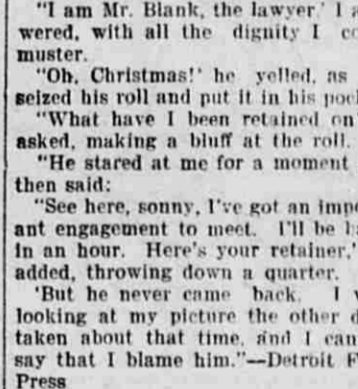 "I am Mr. Blank, the lawyer.' I a
wered, with all the dignity I co
muster.
"Oh, Christmas!' he yelled, as
seized his roll and put it in his poc
"What have I been retained on
asked, making a bluff at the roll.
"He stared at me for a moment
then said:
"See here, sonny, I've got an impo
ant engagement to meet. I'll be b
in an hour. Here's your retainer,'
added, throwing down a quarter.
'But he never came back. I w
looking at my picture the other d
taken about that time, and I can
say that I blame him."—Detroit F
Press